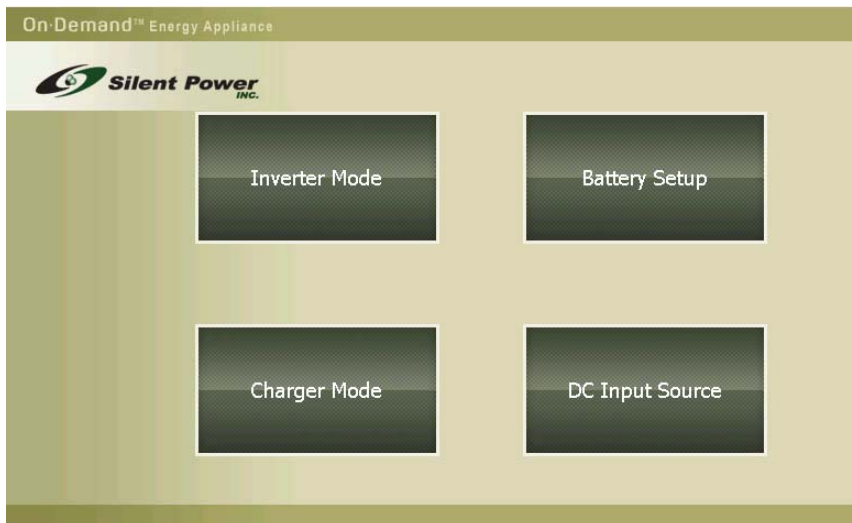 On·Demand™ Energy Appliance
Silent Power
INC.
Inverter Mode
Battery Setup
Charger Mode
DC Input Source